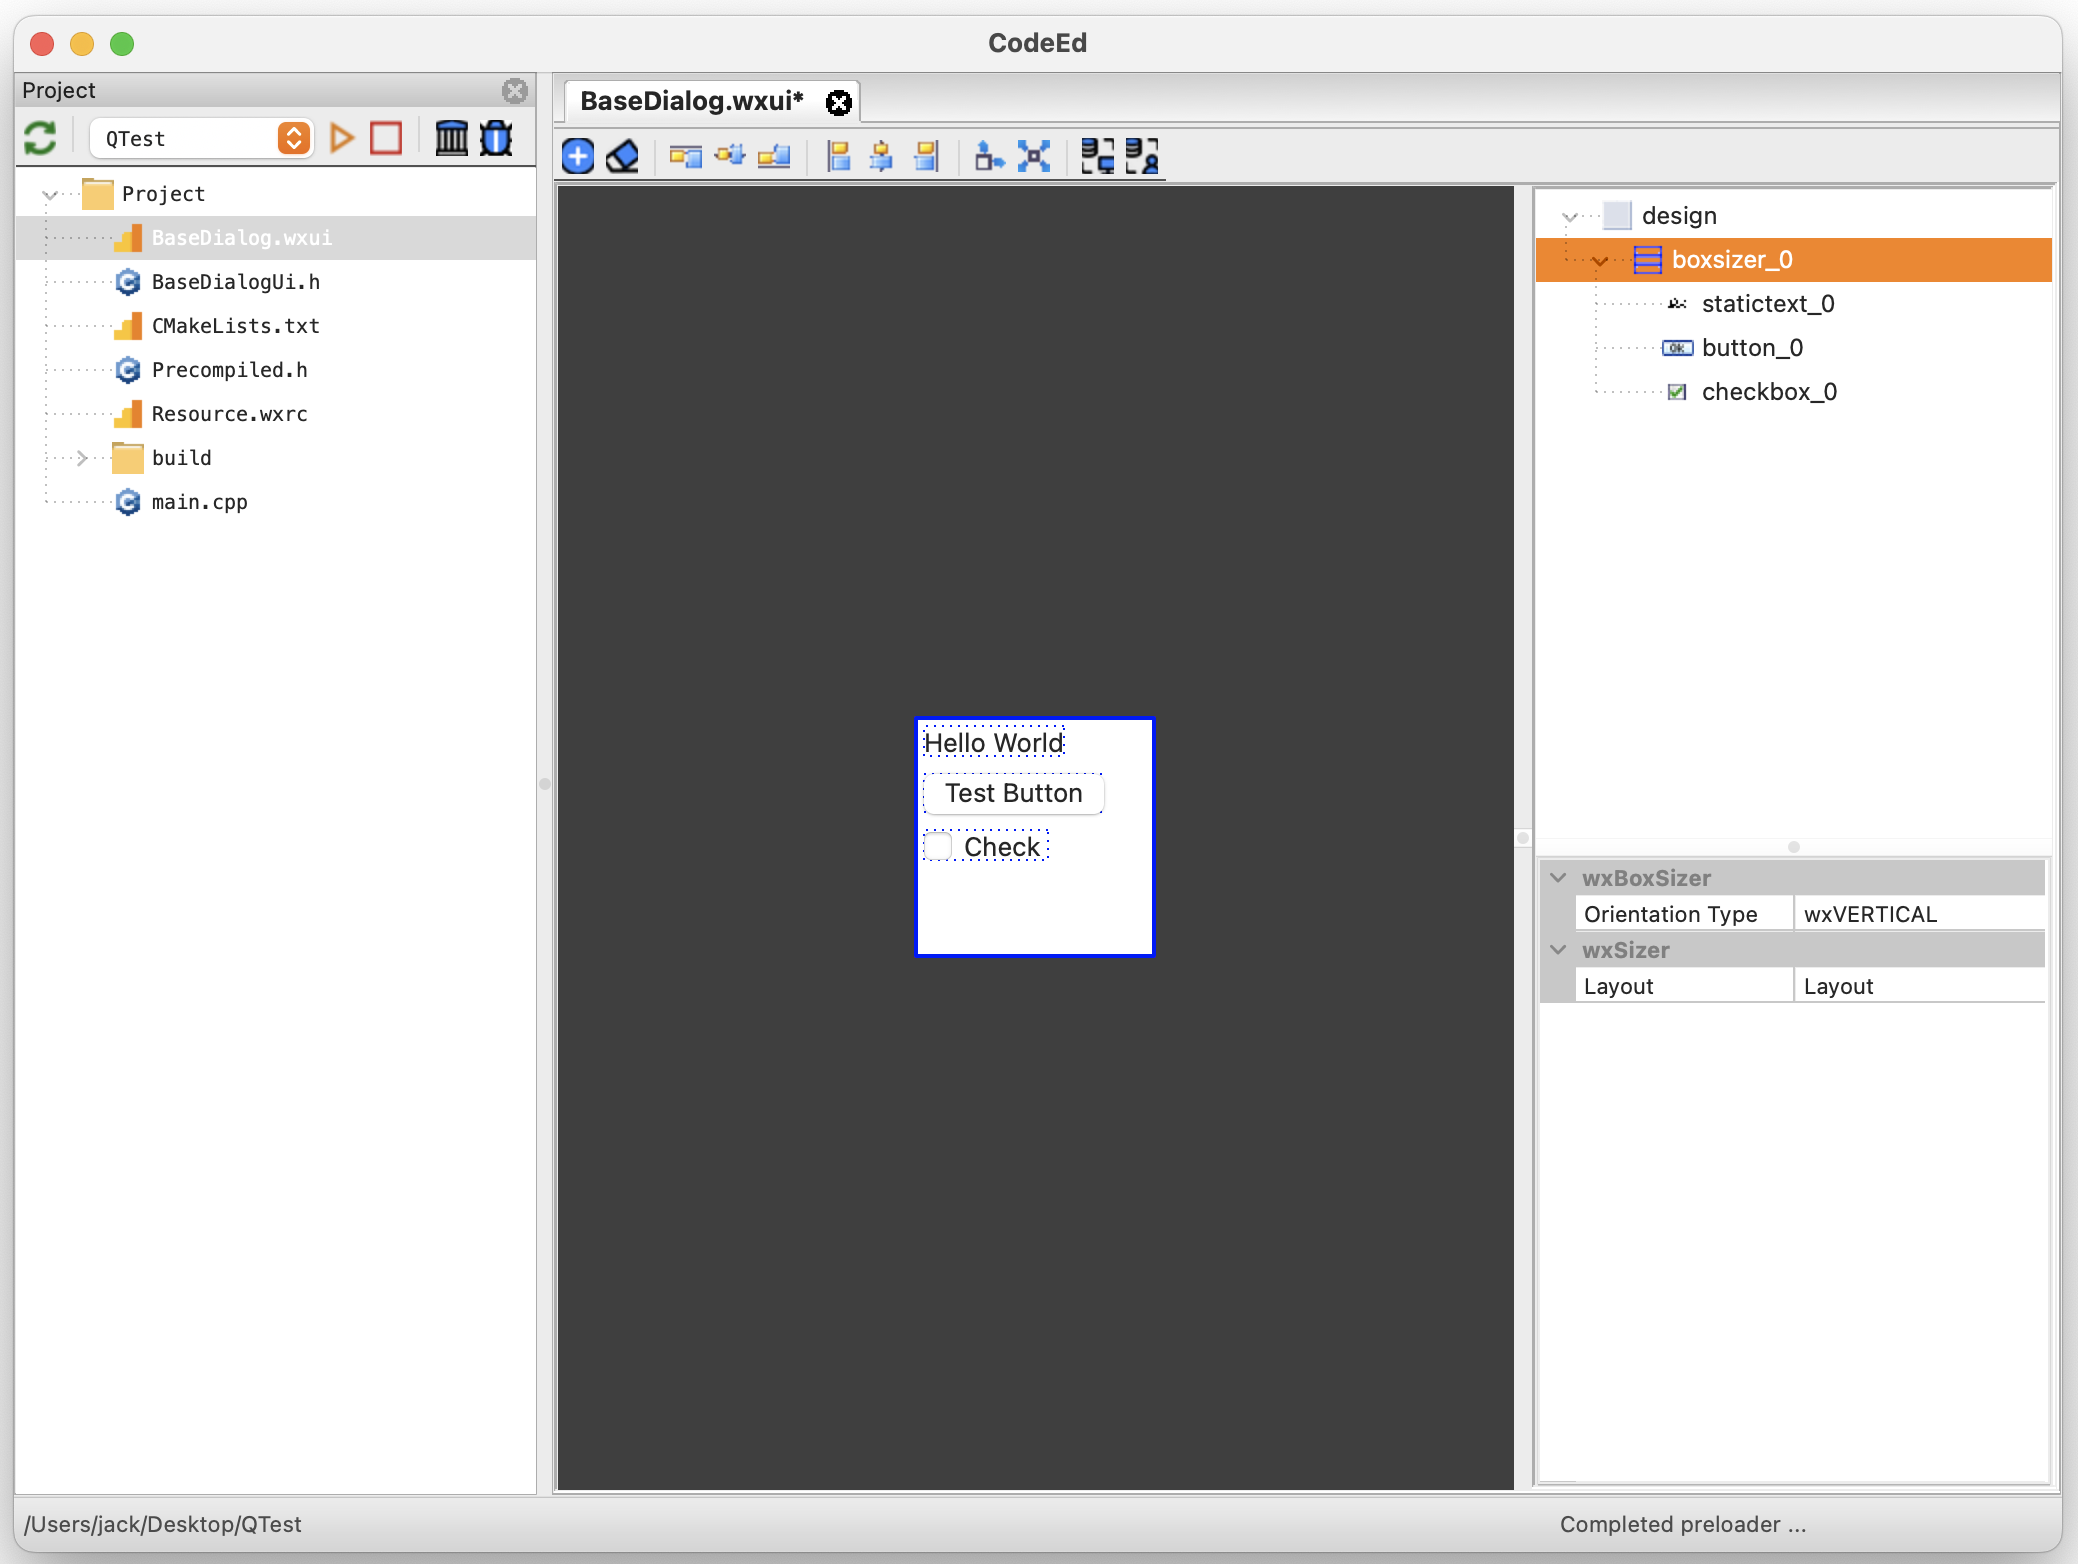 CodeEd
Project
QTest
Project
BaseDialog.wxui
BaseDialogUi.h
CMakeLists.txt
Precompiled.h
Resource.wxrc
build
main.cpp
BaseDialog.wxui*
Hello World
Test Button
Check
design
boxsizer_0
statictext_0
OK button_0
checkbox_0
wxBoxSizer
Orientation Type wxVERTICAL
wxSizer
Layout Layout
/Users/jack/Desktop/QTest
Completed preloader ...